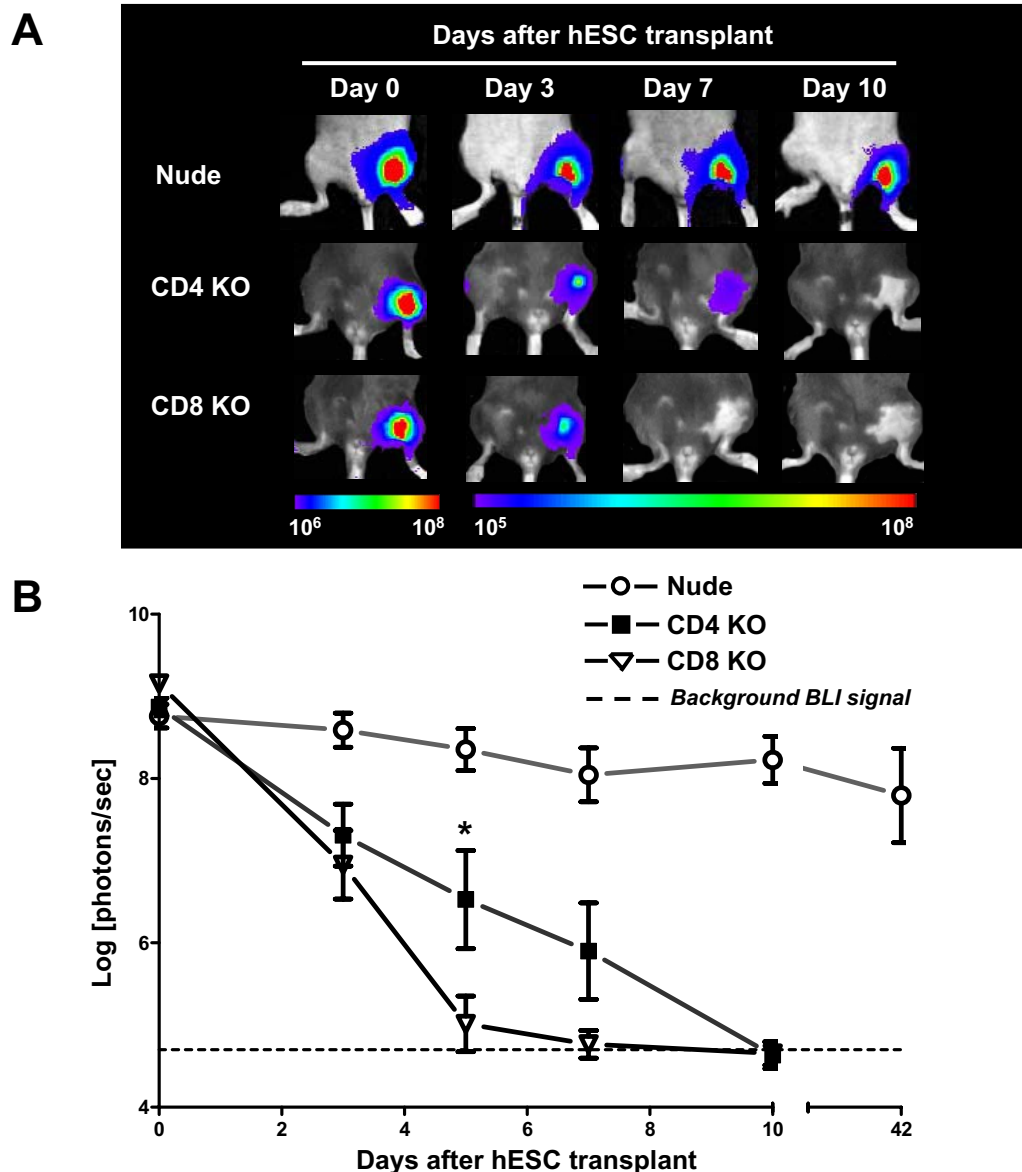 A
Days after hESC transplant
Day 0 Day 3 Day 7 Day 10
Nude
CD4 KO
CD8 KO
10⁶ 10⁸ 10⁵ 10⁸
B
Nude
CD4 KO
CD8 KO
Background BLI signal
10
8
6
4
*
Log [photons/sec]
0 2 4 6 8 10 42
Days after hESC transplant